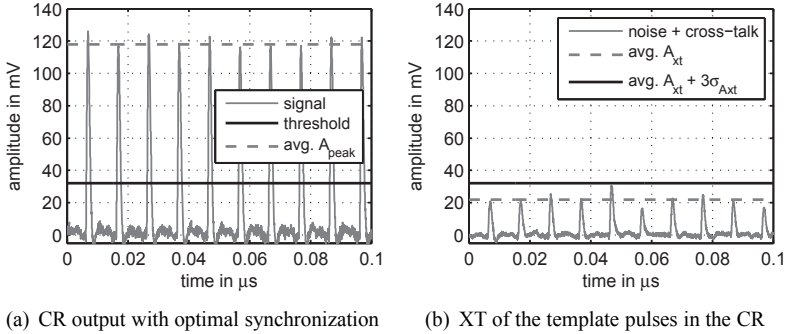 140
120
100
80
60
40
20
0
amplitude in mV
signal
threshold
avg. A_peak
0 0.02 0.04 0.06 0.08 0.1
time in µs
(a) CR output with optimal synchronization
140
120
100
80
60
40
20
0
amplitude in mV
noise + cross−talk
avg. A_xt
avg. A_xt + 3σ_Axt
0 0.02 0.04 0.06 0.08 0.1
time in µs
(b) XT of the template pulses in the CR